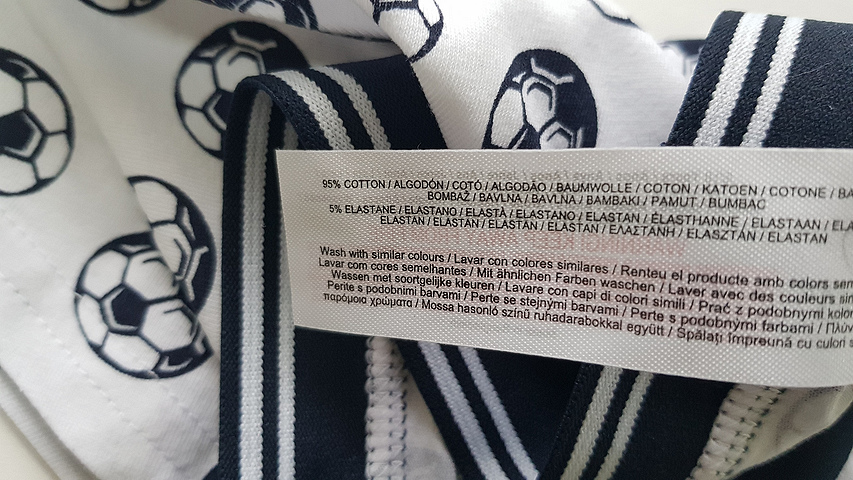 95% COTTON / ALGODÓN / COTÓ / ALGODÃO / BAUMWOLLE / COTON / KATOEN / COTONE / BA
BOMBAŽ / BAVLNA / BAVLNA / BAMBAKI / PAMUT / BUMBAC
5% ELASTANE / ELASTANO / ELASTÀ / ELASTANO / ELASTAN / ÉLASTHANNE / ELASTAAN / ELA
ELASTAN / ELASTAN / ELASTAN / ELASTAN / ΕΛΑΣΤΑΝΗ / ELASZTÁN / ELASTAN
Wash with similar colours / Lavar con colores similares / Renteu el producte amb colors sem
Lavar com cores semelhantes / Mit ähnlichen Farben waschen / Laver avec des couleurs sim
Wassen met soortgelijke kleuren / Lavare con capi di colori simili / Prać z podobnymi kolor
Perite s podobnimi barvami / Perte se stejnými barvami / Perte s podobnými farbami / Πλύν
παρόμοια χρώματα / Mossa hasonló színű ruhadarabokkal együtt / Spălați împreună cu culori s